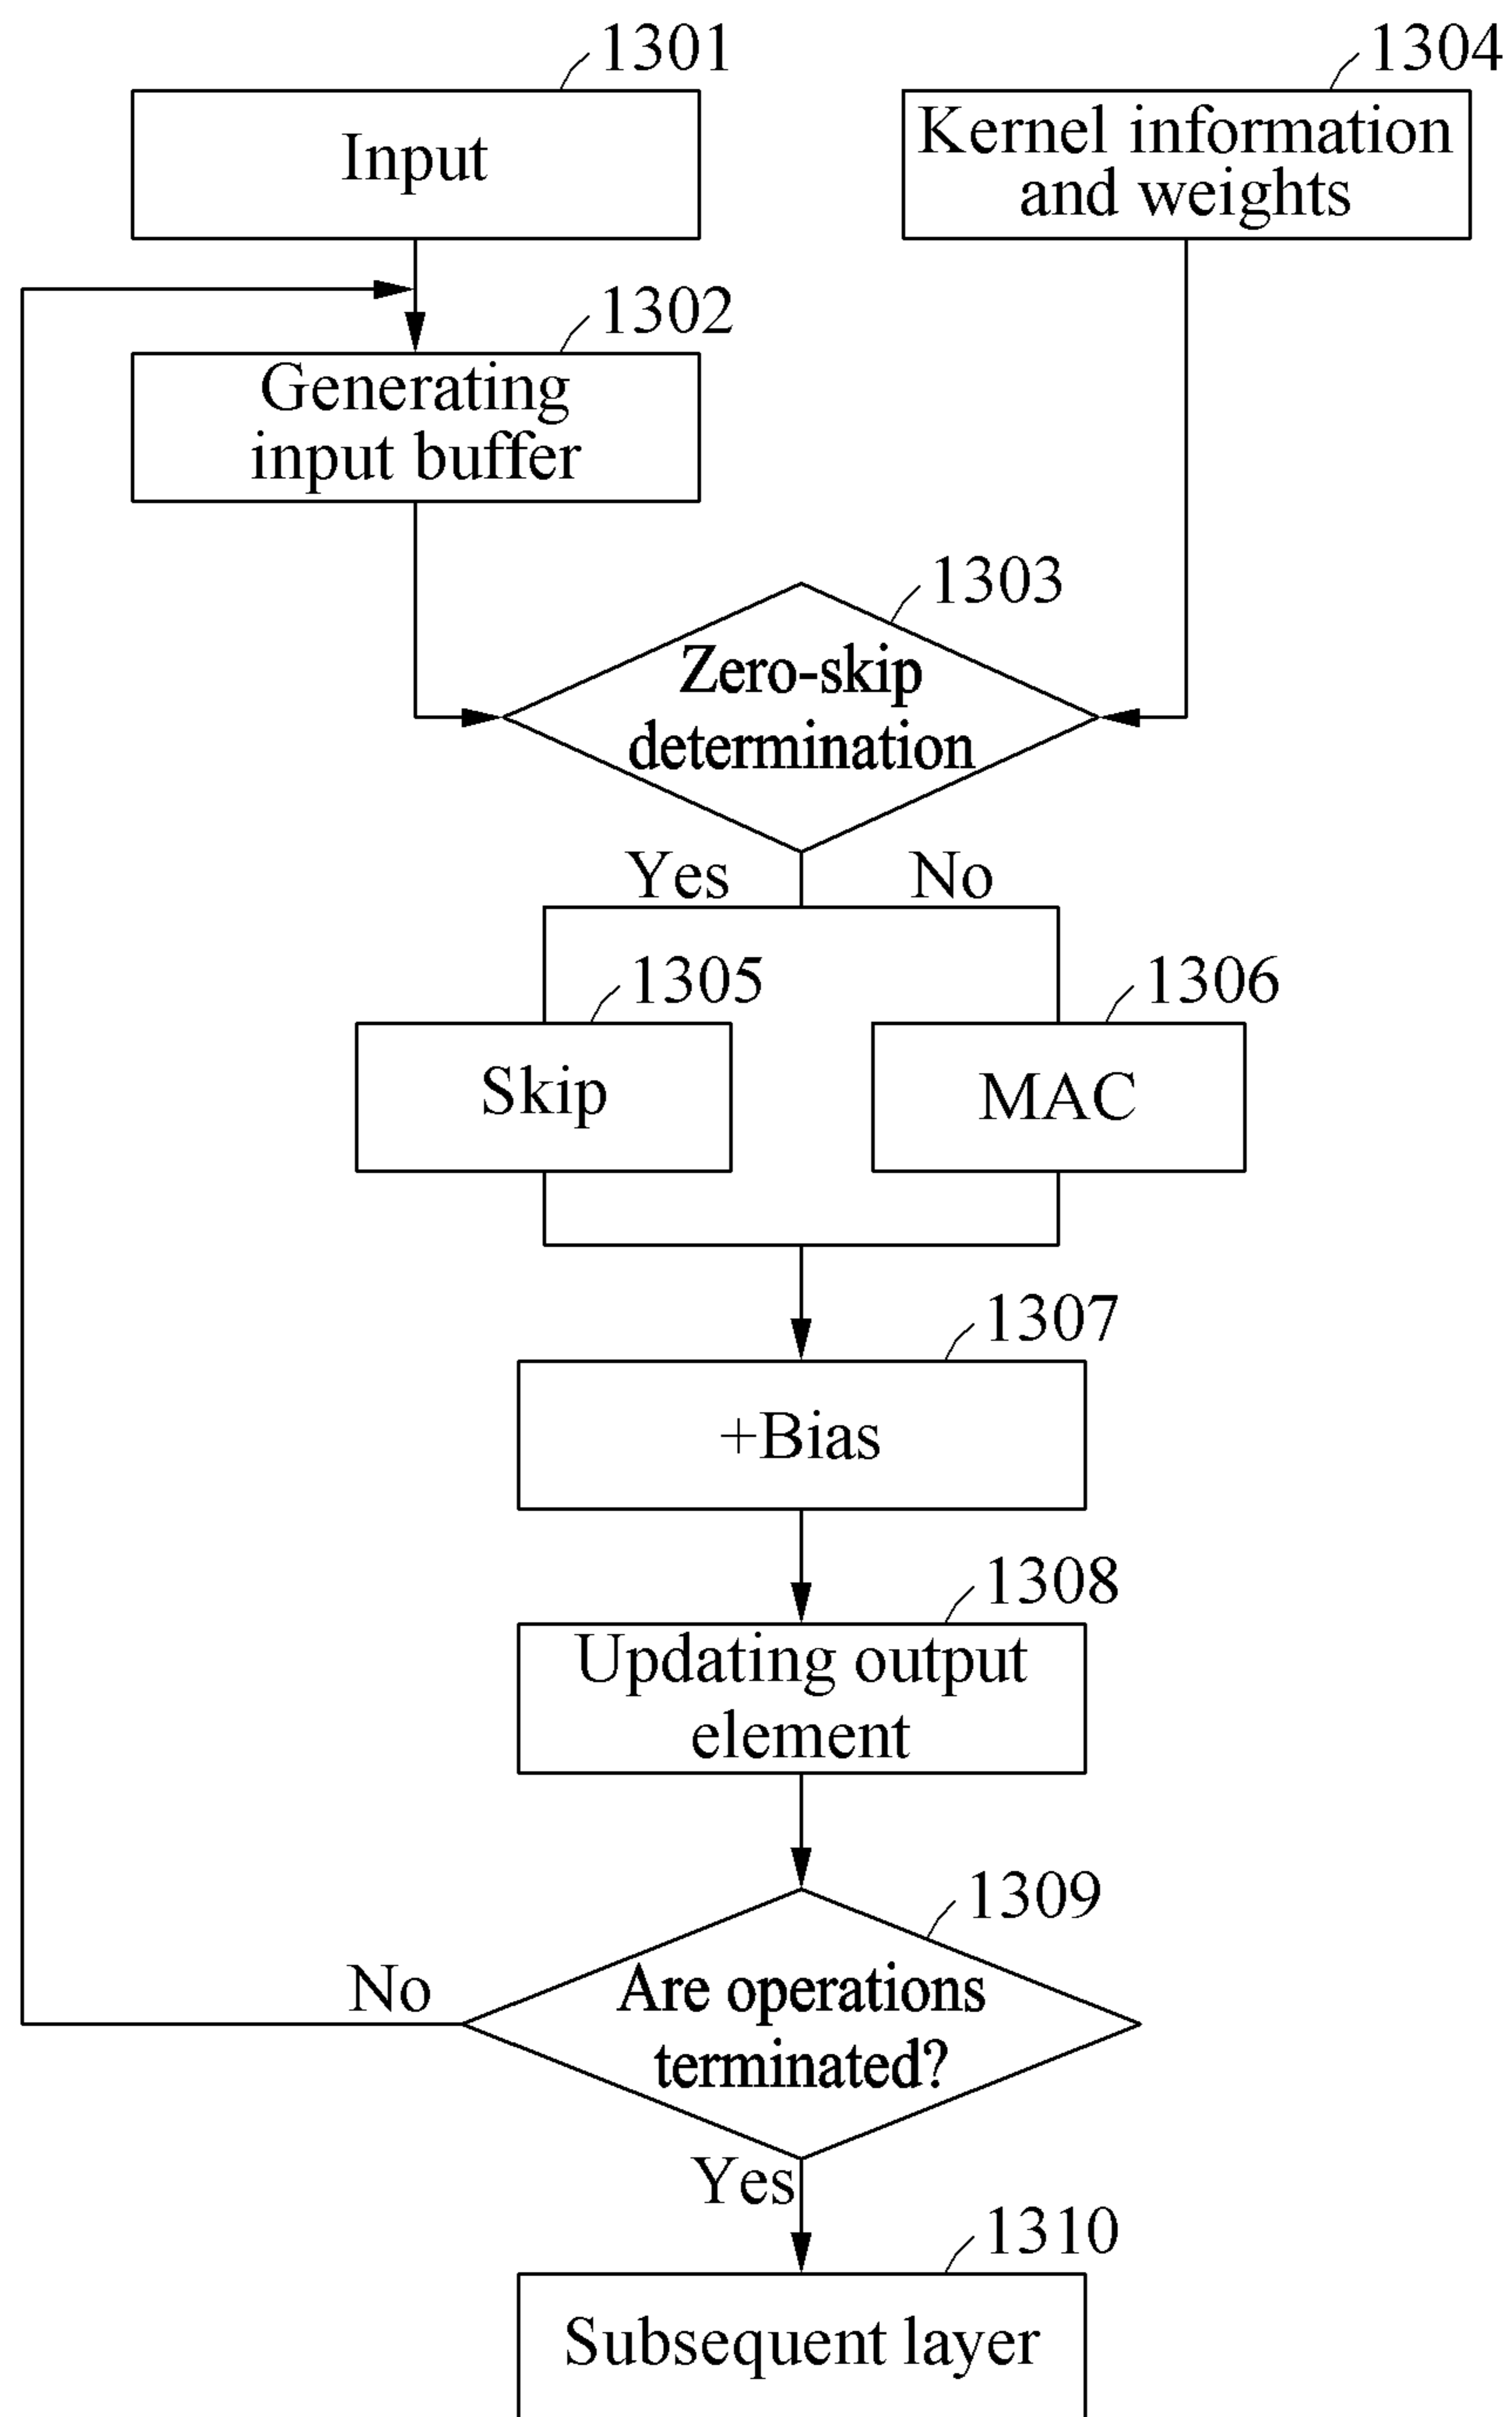 1301
Input
1304
Kernel information
and weights
1302
Generating
input buffer
1303
Zero-skip
determination
Yes
No
1305
Skip
1306
MAC
1307
+Bias
1308
Updating output
element
1309
Are operations
terminated?
No
Yes
1310
Subsequent layer